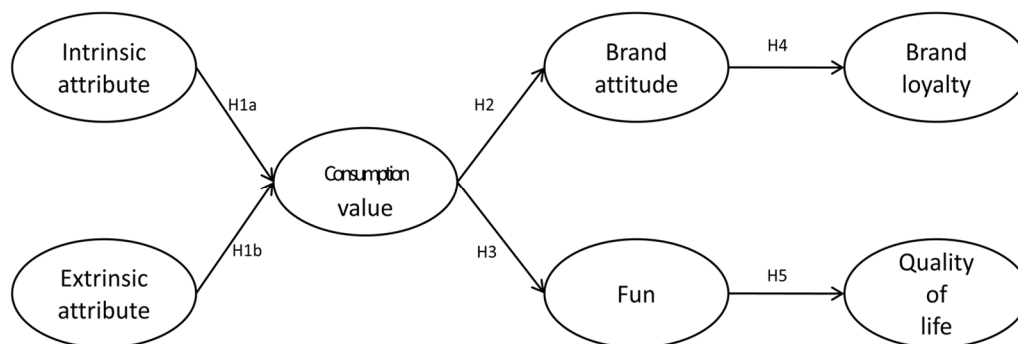 Intrinsic
attribute
H1a
Extrinsic
attribute
H1b
Consumption
value
H2
H3
Brand
attitude
H4
Brand
loyalty
Fun
H5
Quality
of
life